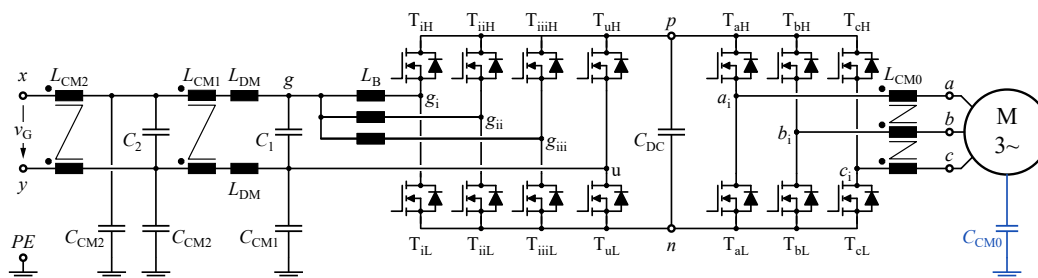 T_iH T_iiH T_iiiH T_uH p T_aH T_bH T_cH
x L_CM2 L_CM1 L_DM g L_B g_i L_CM0 a
a_i M
v_G C_2 C_1 g_ii C_DC b_i b 3~
g_iii
y L_DM u c_i c
PE C_CM2 C_CM2 C_CM1 C_CM0
T_iL T_iiL T_iiiL T_uL n T_aL T_bL T_cL